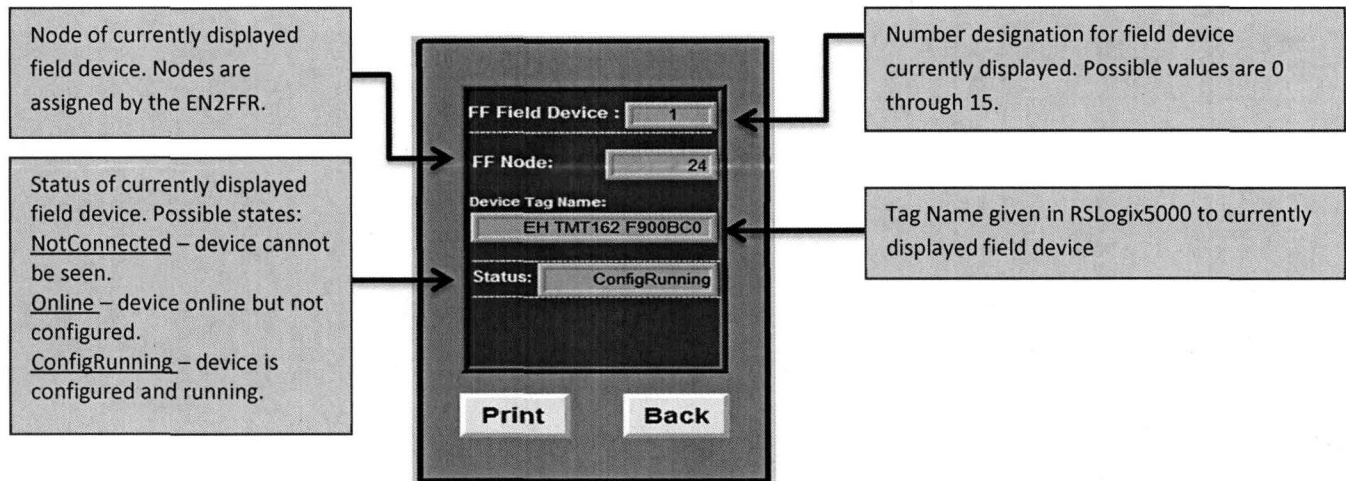 Node of currently displayed
field device. Nodes are
assigned by the EN2FFR.
Status of currently displayed
field device. Possible states:
NotConnected – device cannot
be seen.
Online – device online but not
configured.
ConfigRunning – device is
configured and running.
FF Field Device : 1
FF Node: 24
Device Tag Name:
EH TMT162 F900BC0
Status: ConfigRunning
Print Back
Number designation for field device
currently displayed. Possible values are 0
through 15.
Tag Name given in RSLogix5000 to currently
displayed field device